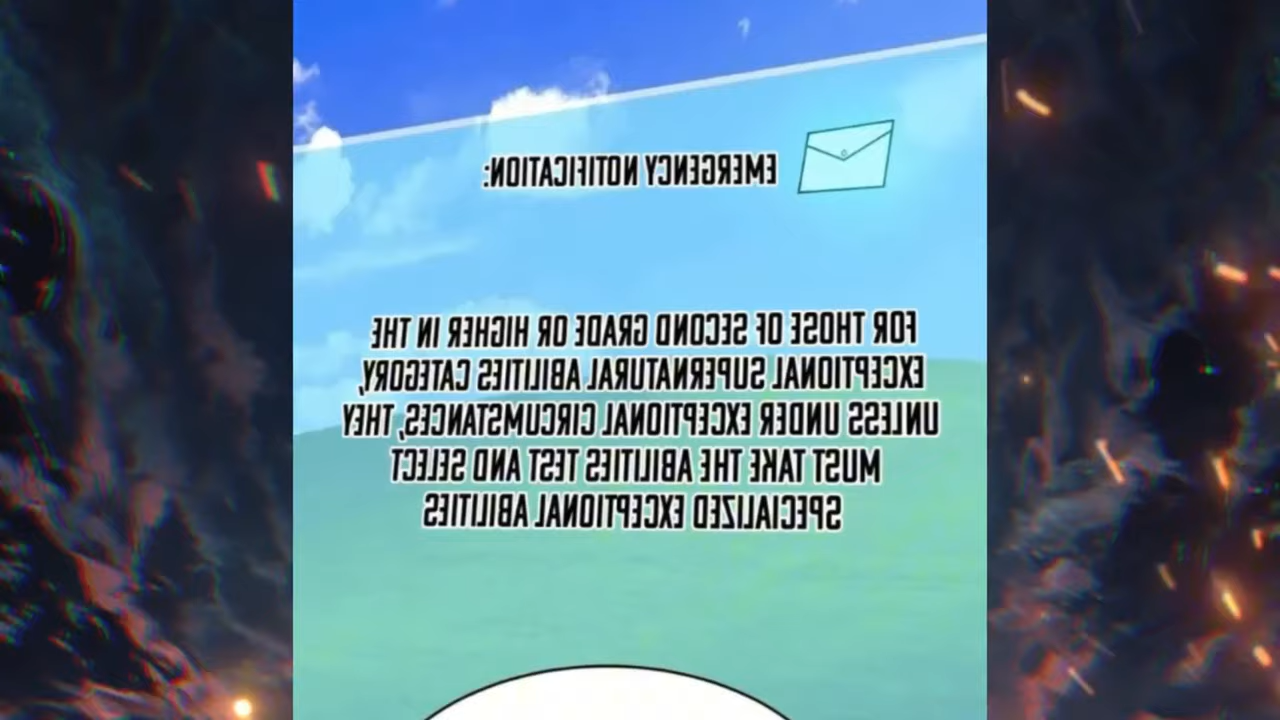 EMERGENCY NOTIFICATION:
FOR THOSE OF SECOND GRADE OR HIGHER IN THE
EXCEPTIONAL SUPERNATURAL ABILITIES CATEGORY,
UNLESS UNDER EXCEPTIONAL CIRCUMSTANCES, THEY
MUST TAKE THE ABILITIES TEST AND SELECT
SPECIALIZED EXCEPTIONAL ABILITIES